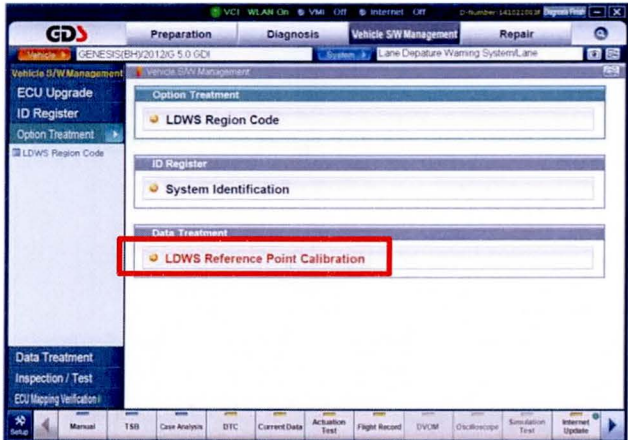 VCI WLAN On VMI Off Internet Off D-Number 141021013F Diagnosis Finish
GDS Preparation Diagnosis Vehicle S/W Management Repair
Vehicle GENESIS(BH)/2012/G 5.0 GDI System Lane Depature Warning System/Lane
Vehicle S/W Management
Vehicle S/W Management
ECU Upgrade
ID Register
Option Treatment
LDWS Region Code
Option Treatment
LDWS Region Code
ID Register
System Identification
Data Treatment
LDWS Reference Point Calibration
Data Treatment
Inspection / Test
ECU Mapping Verification I
Setup Manual TSB Case Analysis DTC Current Data Actuation Test Flight Record DVOM Oscilloscope Simulation Test Internet Update